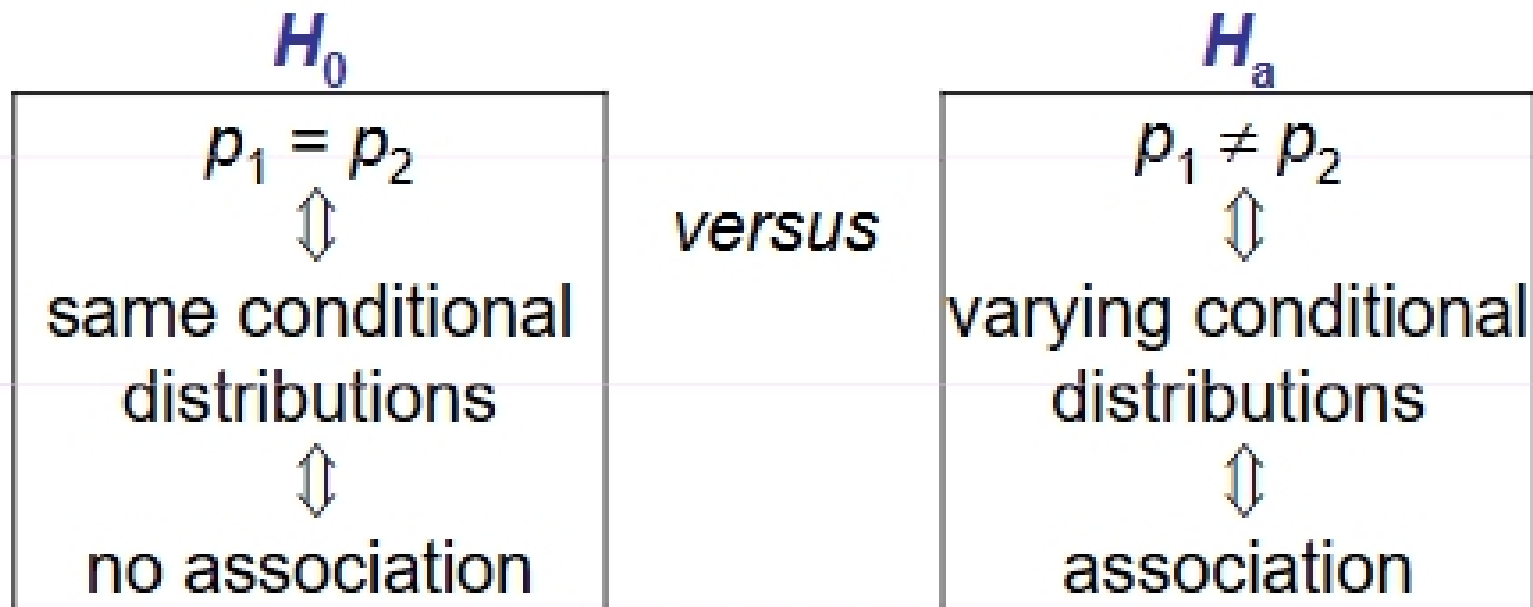 H₀
p₁ = p₂
⇕
same conditional
distributions
⇕
no association
versus
Hₐ
p₁ ≠ p₂
⇕
varying conditional
distributions
⇕
association